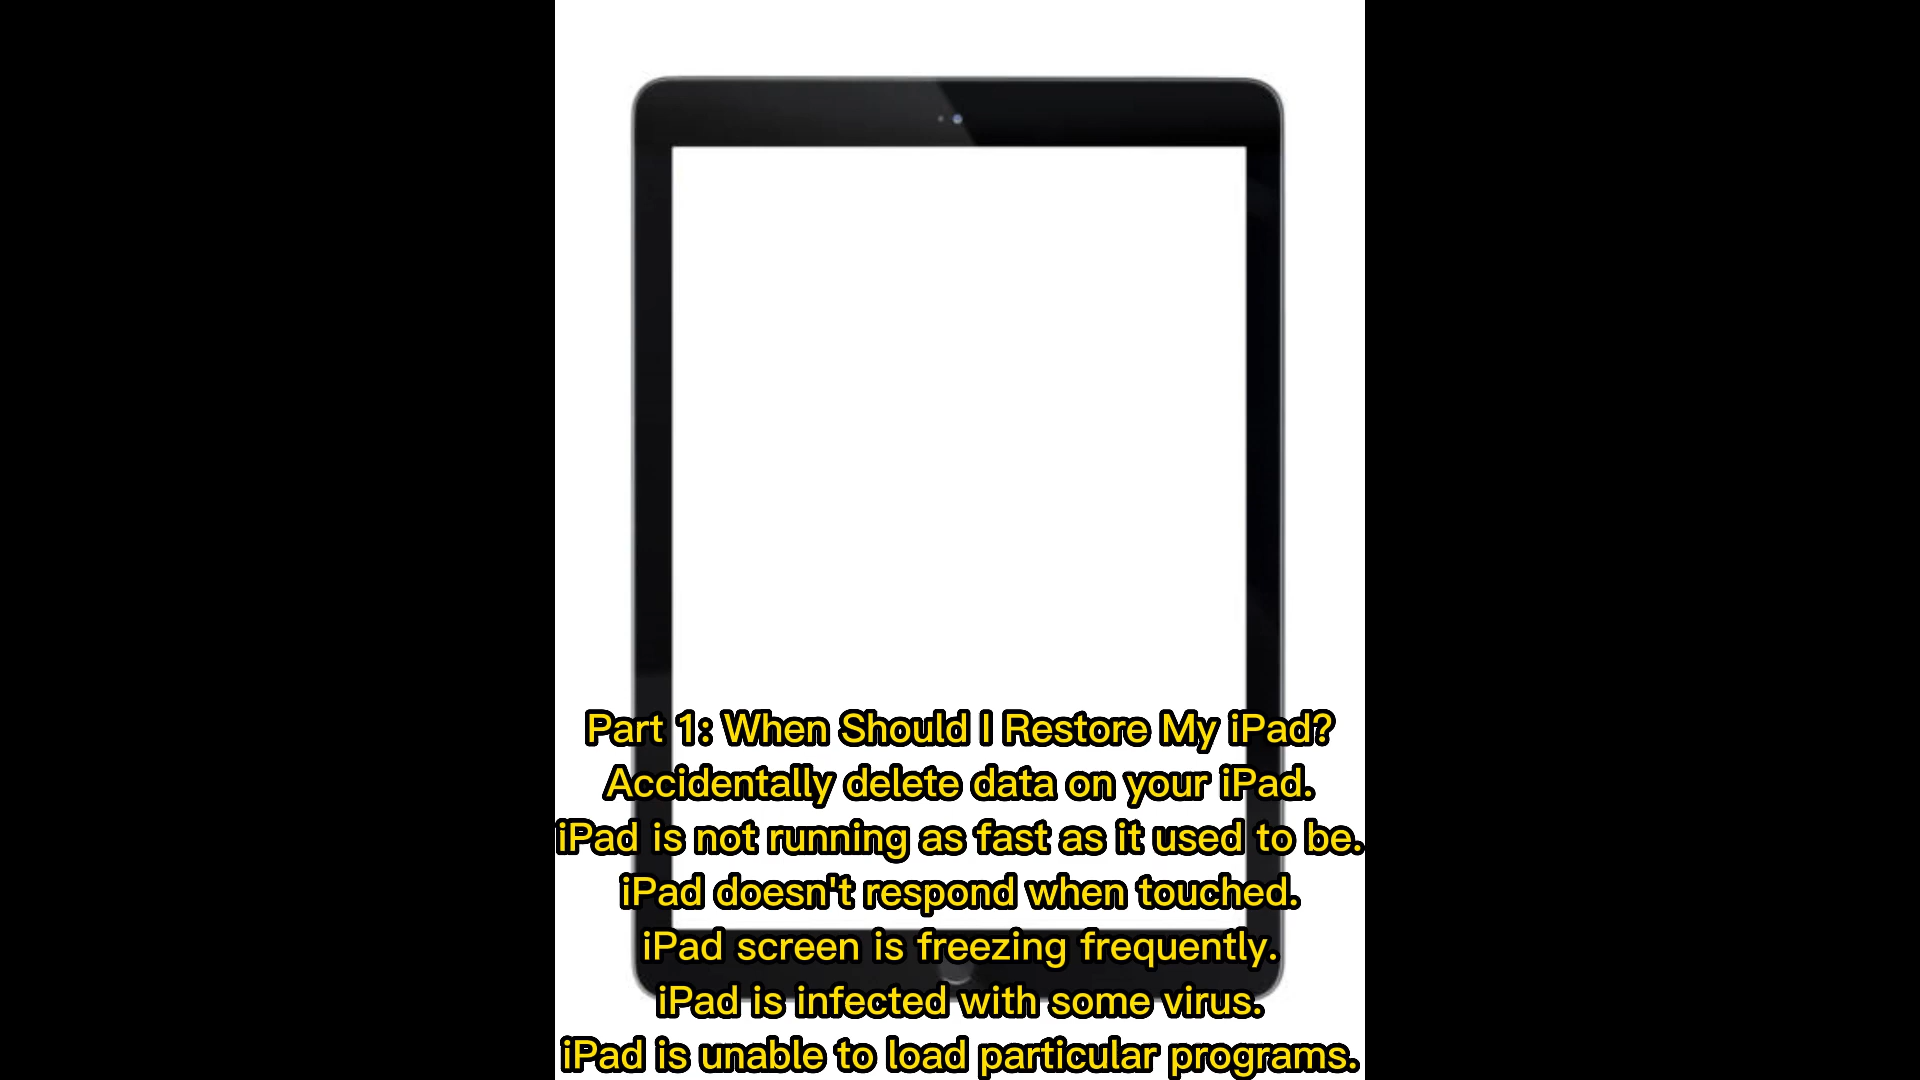 Part 1: When Should I Restore My iPad?
Accidentally delete data on your iPad.
iPad is not running as fast as it used to be.
iPad doesn't respond when touched.
iPad screen is freezing frequently.
iPad is infected with some virus.
iPad is unable to load particular programs.